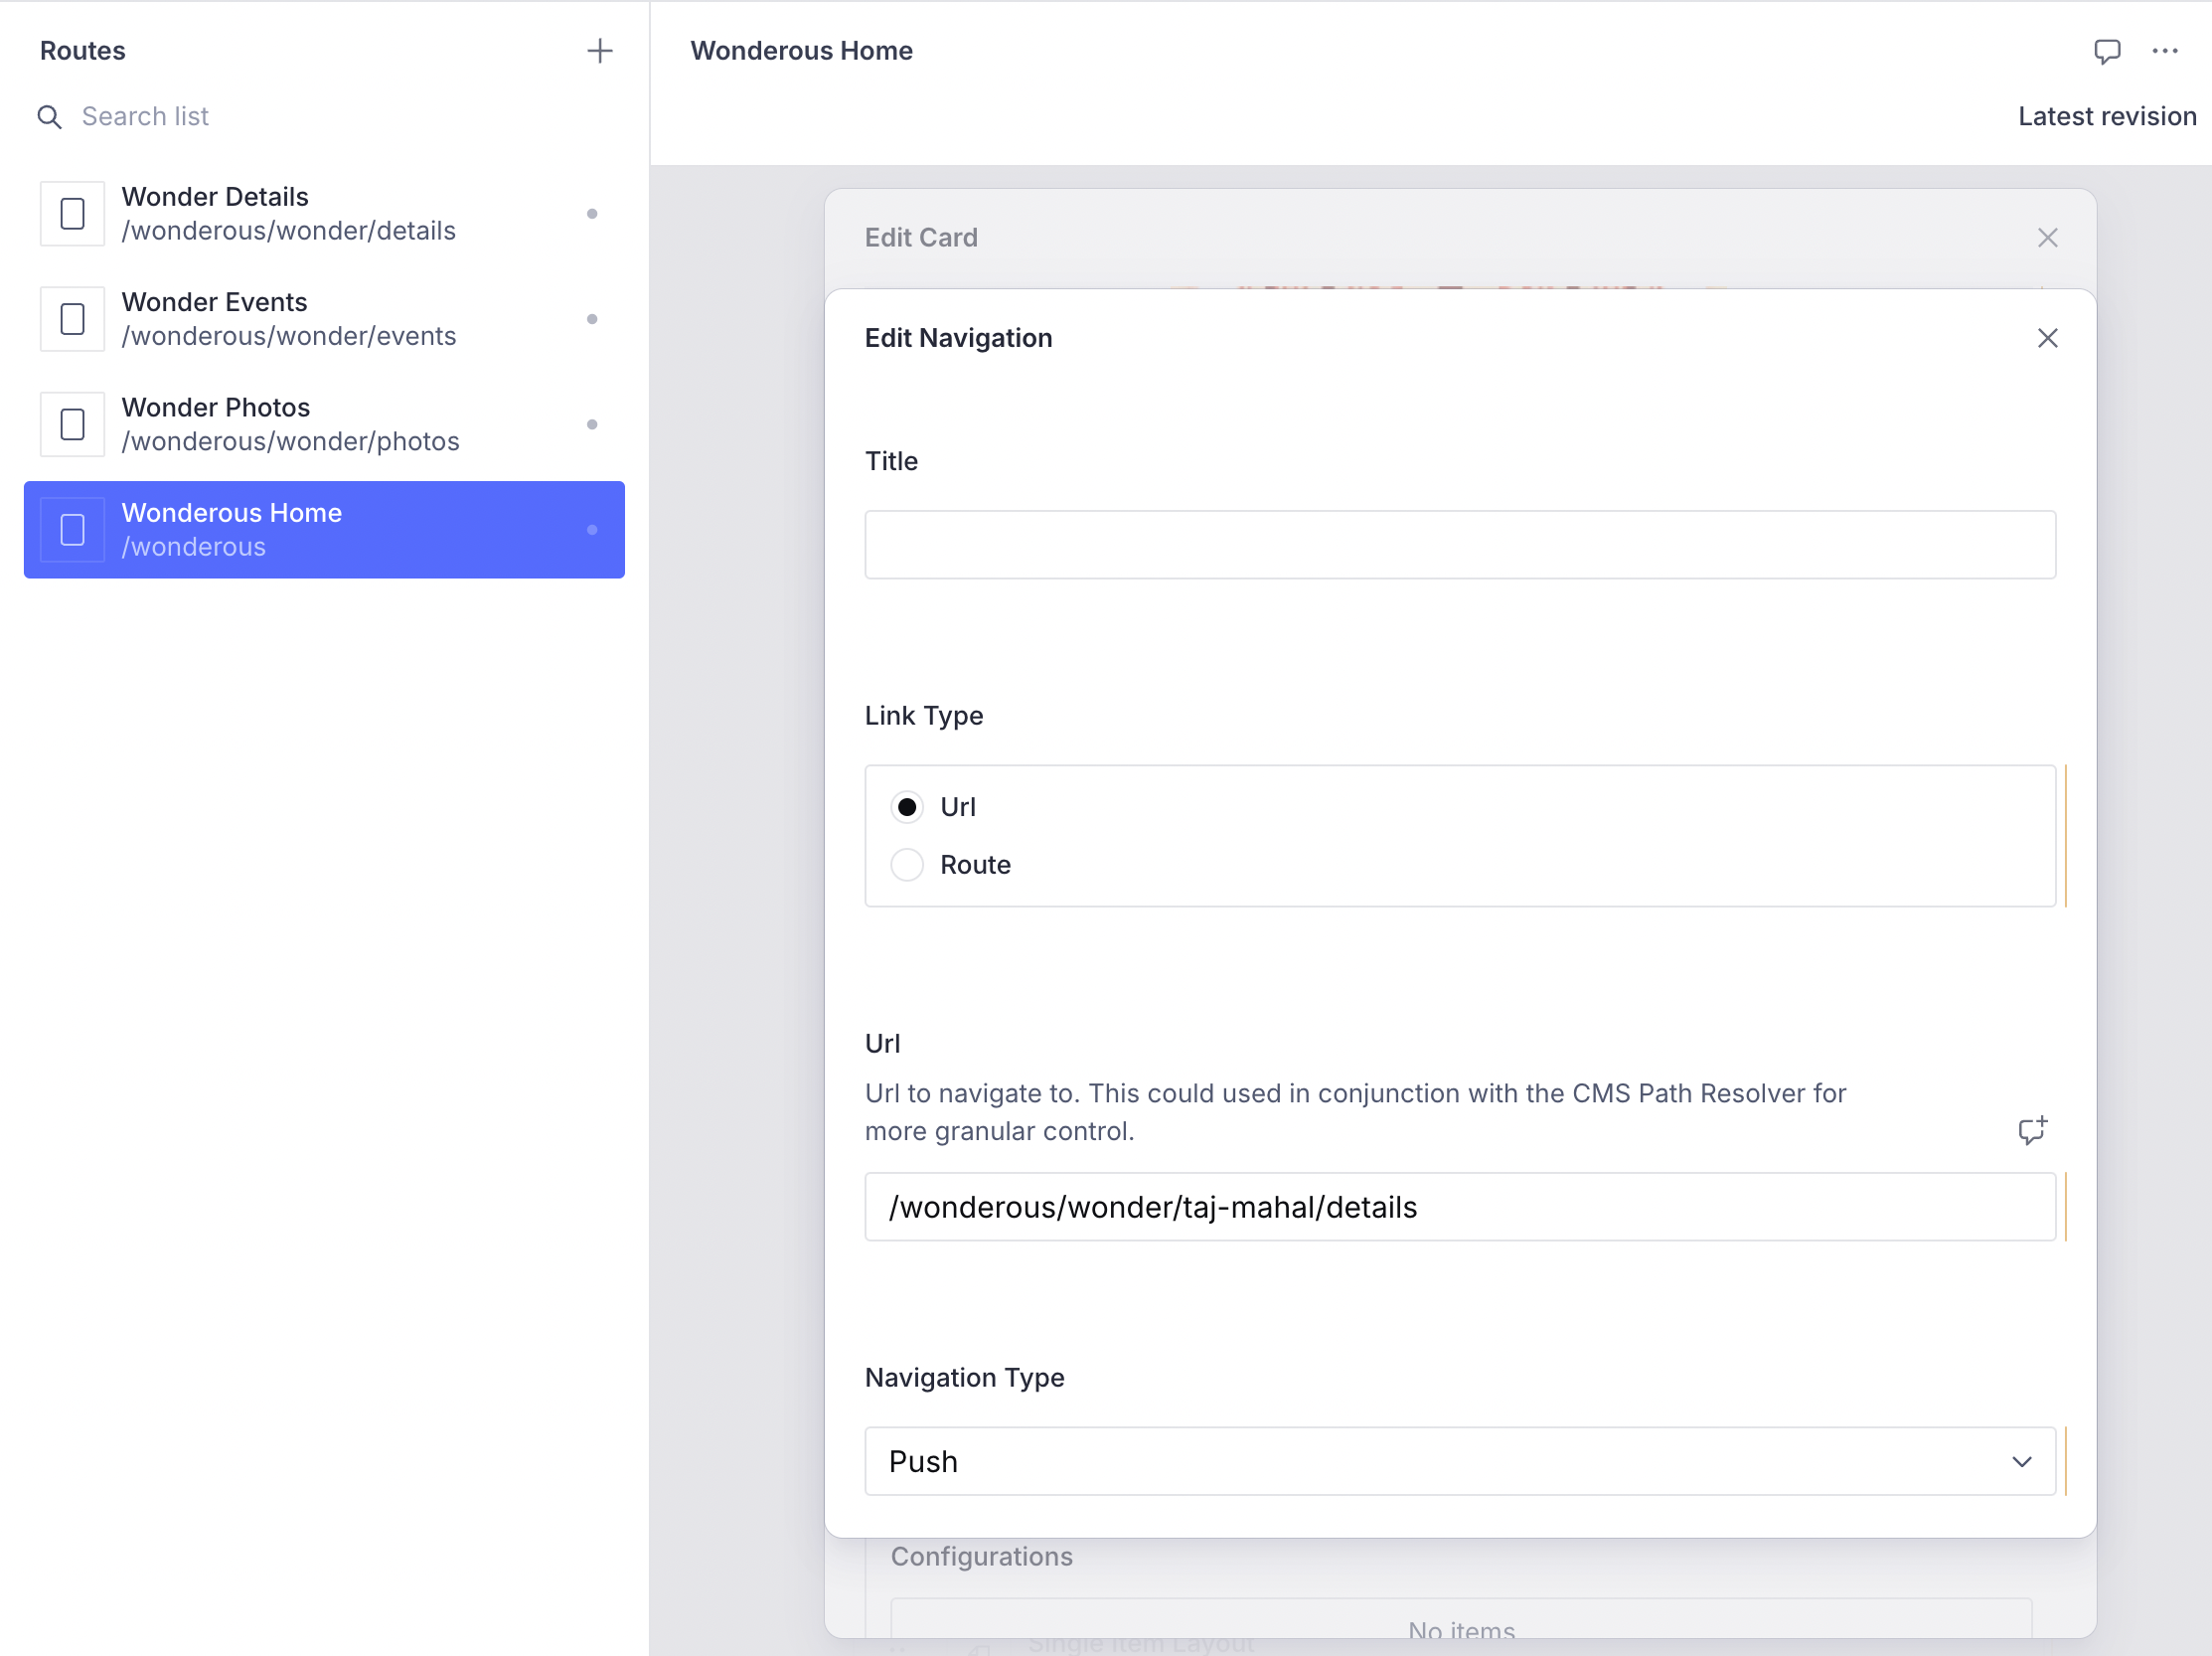 Routes
Search list
Wonder Details
/wonderous/wonder/details
Wonder Events
/wonderous/wonder/events
Wonder Photos
/wonderous/wonder/photos
Wonderous Home
/wonderous
Wonderous Home
Latest revision
Edit Card
Edit Navigation
Title
Link Type
Url
Route
Url
Url to navigate to. This could used in conjunction with the CMS Path Resolver for
more granular control.
/wonderous/wonder/taj-mahal/details
Navigation Type
Push
Configurations
No items
Single Item Layout